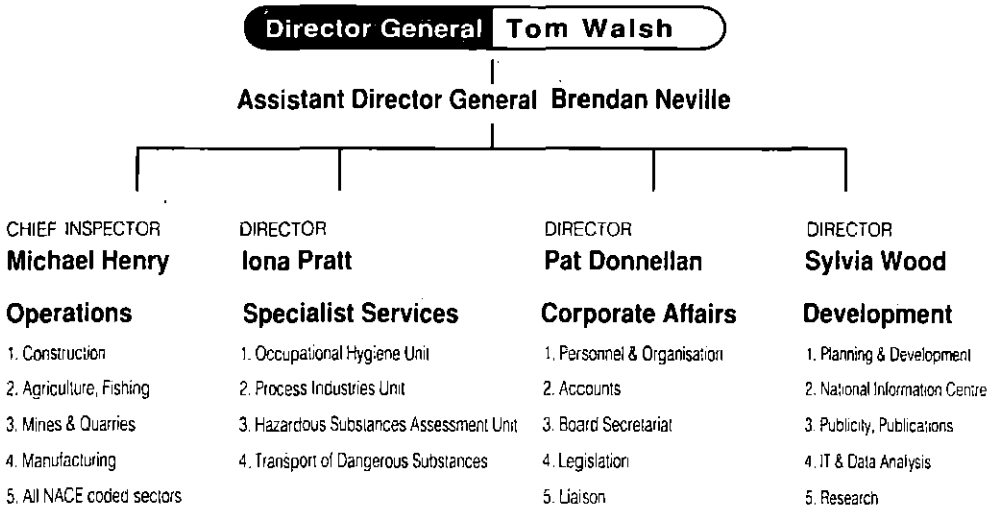 Director General Tom Walsh
Assistant Director General Brendan Neville
CHIEF INSPECTOR
Michael Henry
Operations
1. Construction
2. Agriculture, Fishing
3. Mines & Quarries
4. Manufacturing
5. All NACE coded sectors
DIRECTOR
Iona Pratt
Specialist Services
1. Occupational Hygiene Unit
2. Process Industries Unit
3. Hazardous Substances Assessment Unit
4. Transport of Dangerous Substances
DIRECTOR
Pat Donnellan
Corporate Affairs
1. Personnel & Organisation
2. Accounts
3. Board Secretariat
4. Legislation
5. Liaison
DIRECTOR
Sylvia Wood
Development
1. Planning & Development
2. National Information Centre
3. Publicity, Publications
4. IT & Data Analysis
5. Research